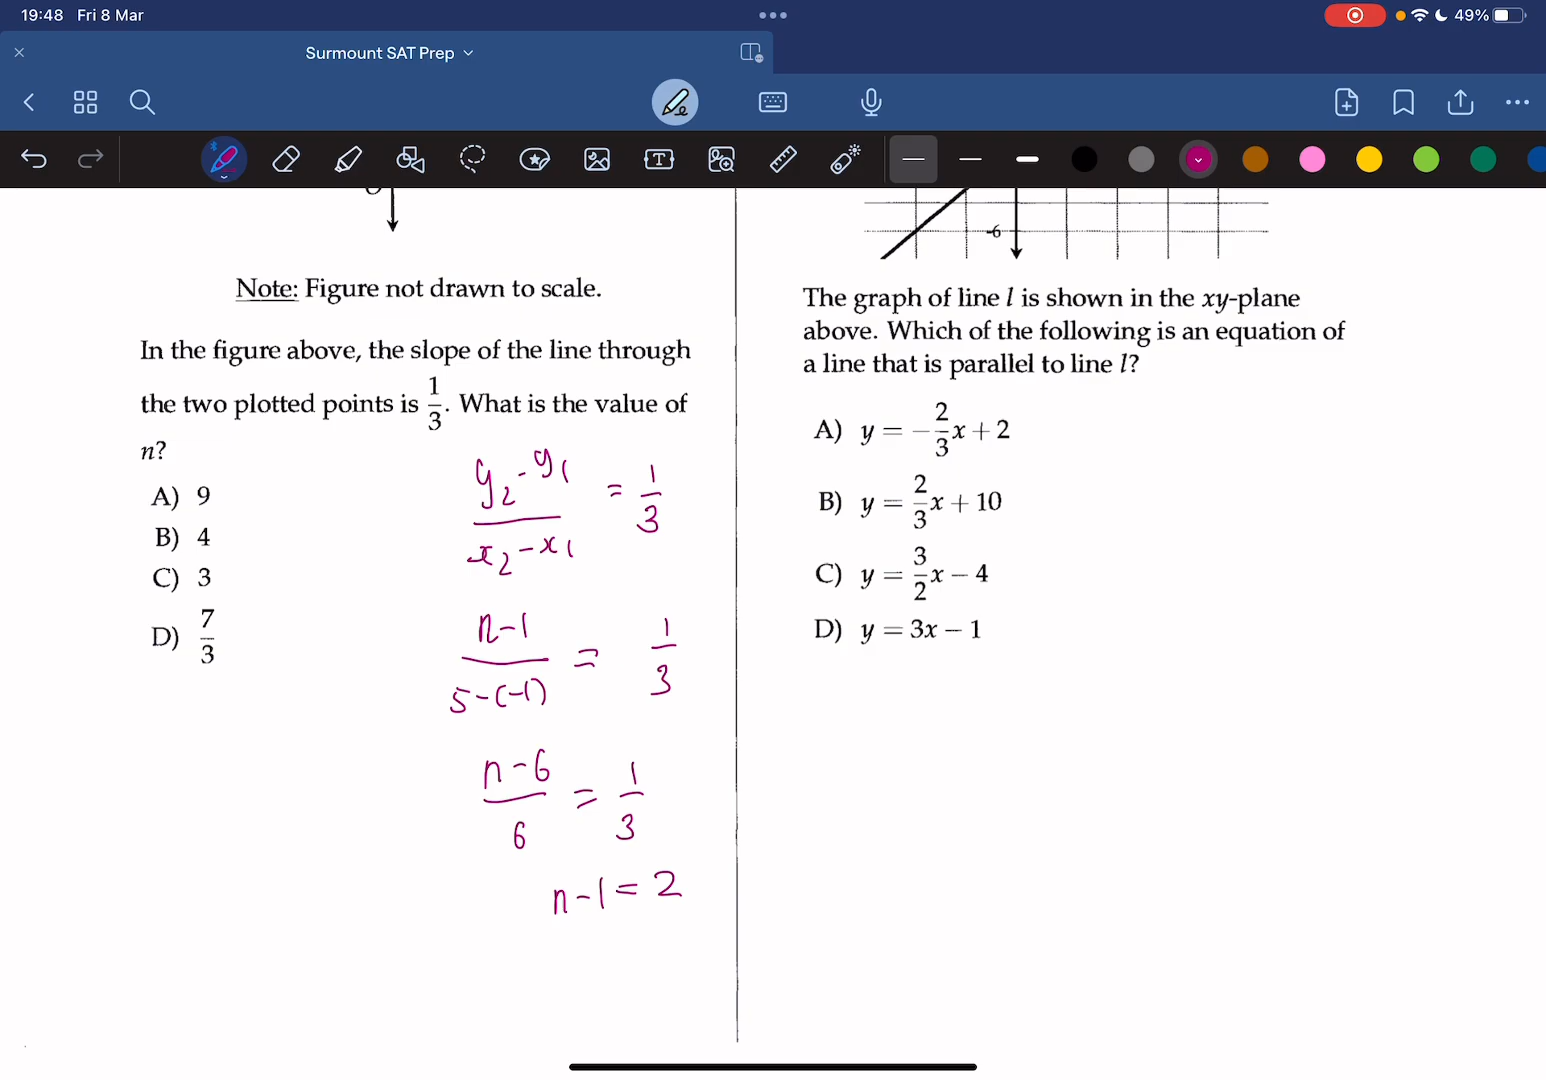 19:48 Fri 8 Mar
49%
Surmount SAT Prep
T
Note: Figure not drawn to scale.
In the figure above, the slope of the line through
the two plotted points is 1/3. What is the value of
n?
A) 9
B) 4
C) 3
D) 7/3
y2-y1/x2-x1 = 1/3
n-1/5-(-1) = 1/3
n-6/6 = 1/3
n-1=2
-6
The graph of line l is shown in the xy-plane
above. Which of the following is an equation of
a line that is parallel to line l?
A) y = -2/3x + 2
B) y = 2/3x + 10
C) y = 3/2x - 4
D) y = 3x - 1